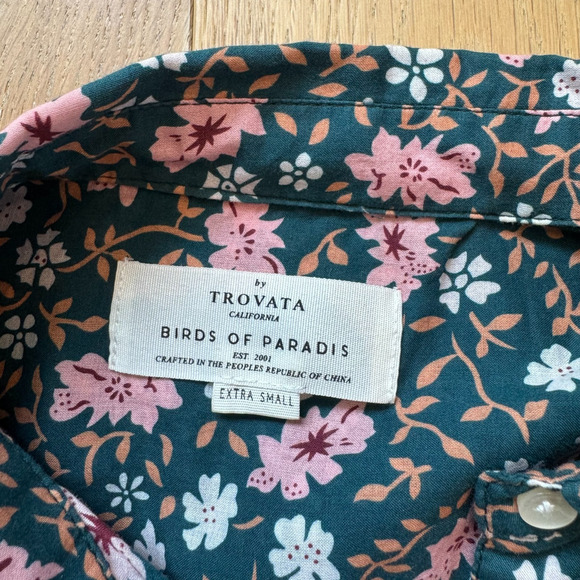 by
TROVATA
CALIFORNIA
BIRDS OF PARADIS
EST. 2001
CRAFTED IN THE PEOPLES REPUBLIC OF CHINA
EXTRA SMALL